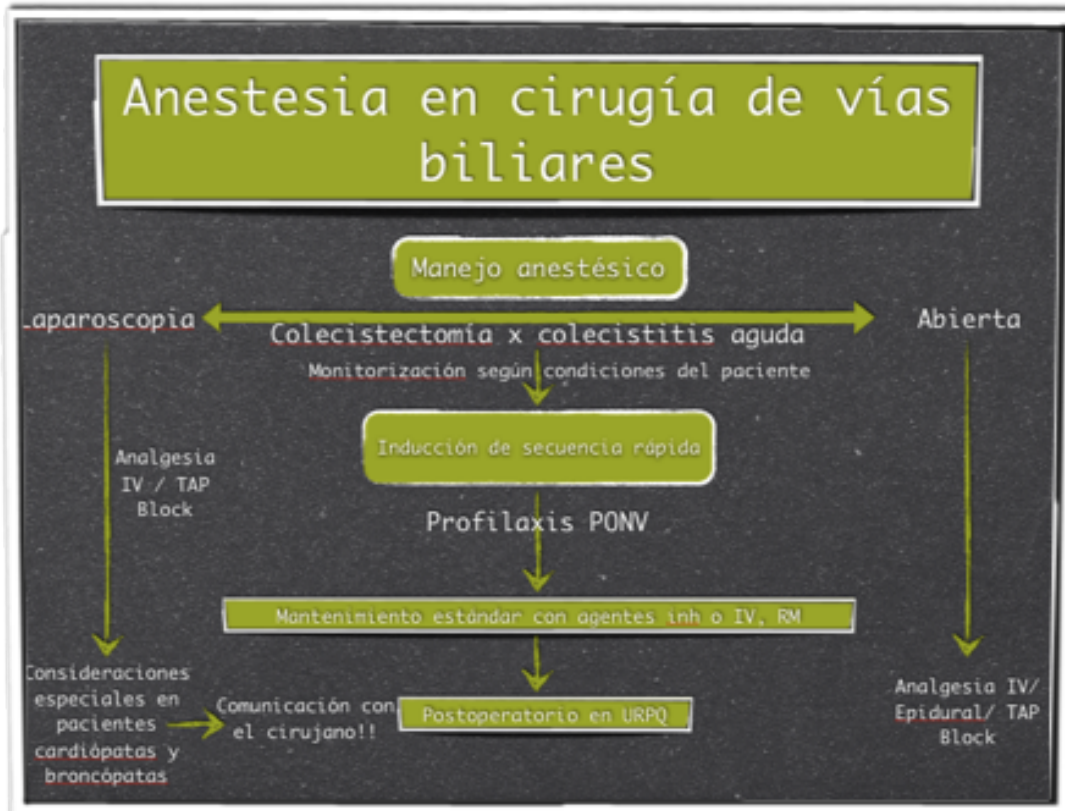 Anestesia en cirugía de vías
biliares
Manejo anestésico
Laparoscopia
Abierta
Colecistectomía x colecistitis aguda
Monitorización según condiciones del paciente
Inducción de secuencia rápida
Analgesia
IV / TAP
Block
Profilaxis PONV
Mantenimiento estándar con agentes inh o IV, RM
Consideraciones
especiales en
pacientes
cardiópatas y
broncópatas
Comunicación con
el cirujano!!
Postoperatorio en URPQ
Analgesia IV/
Epidural/ TAP
Block